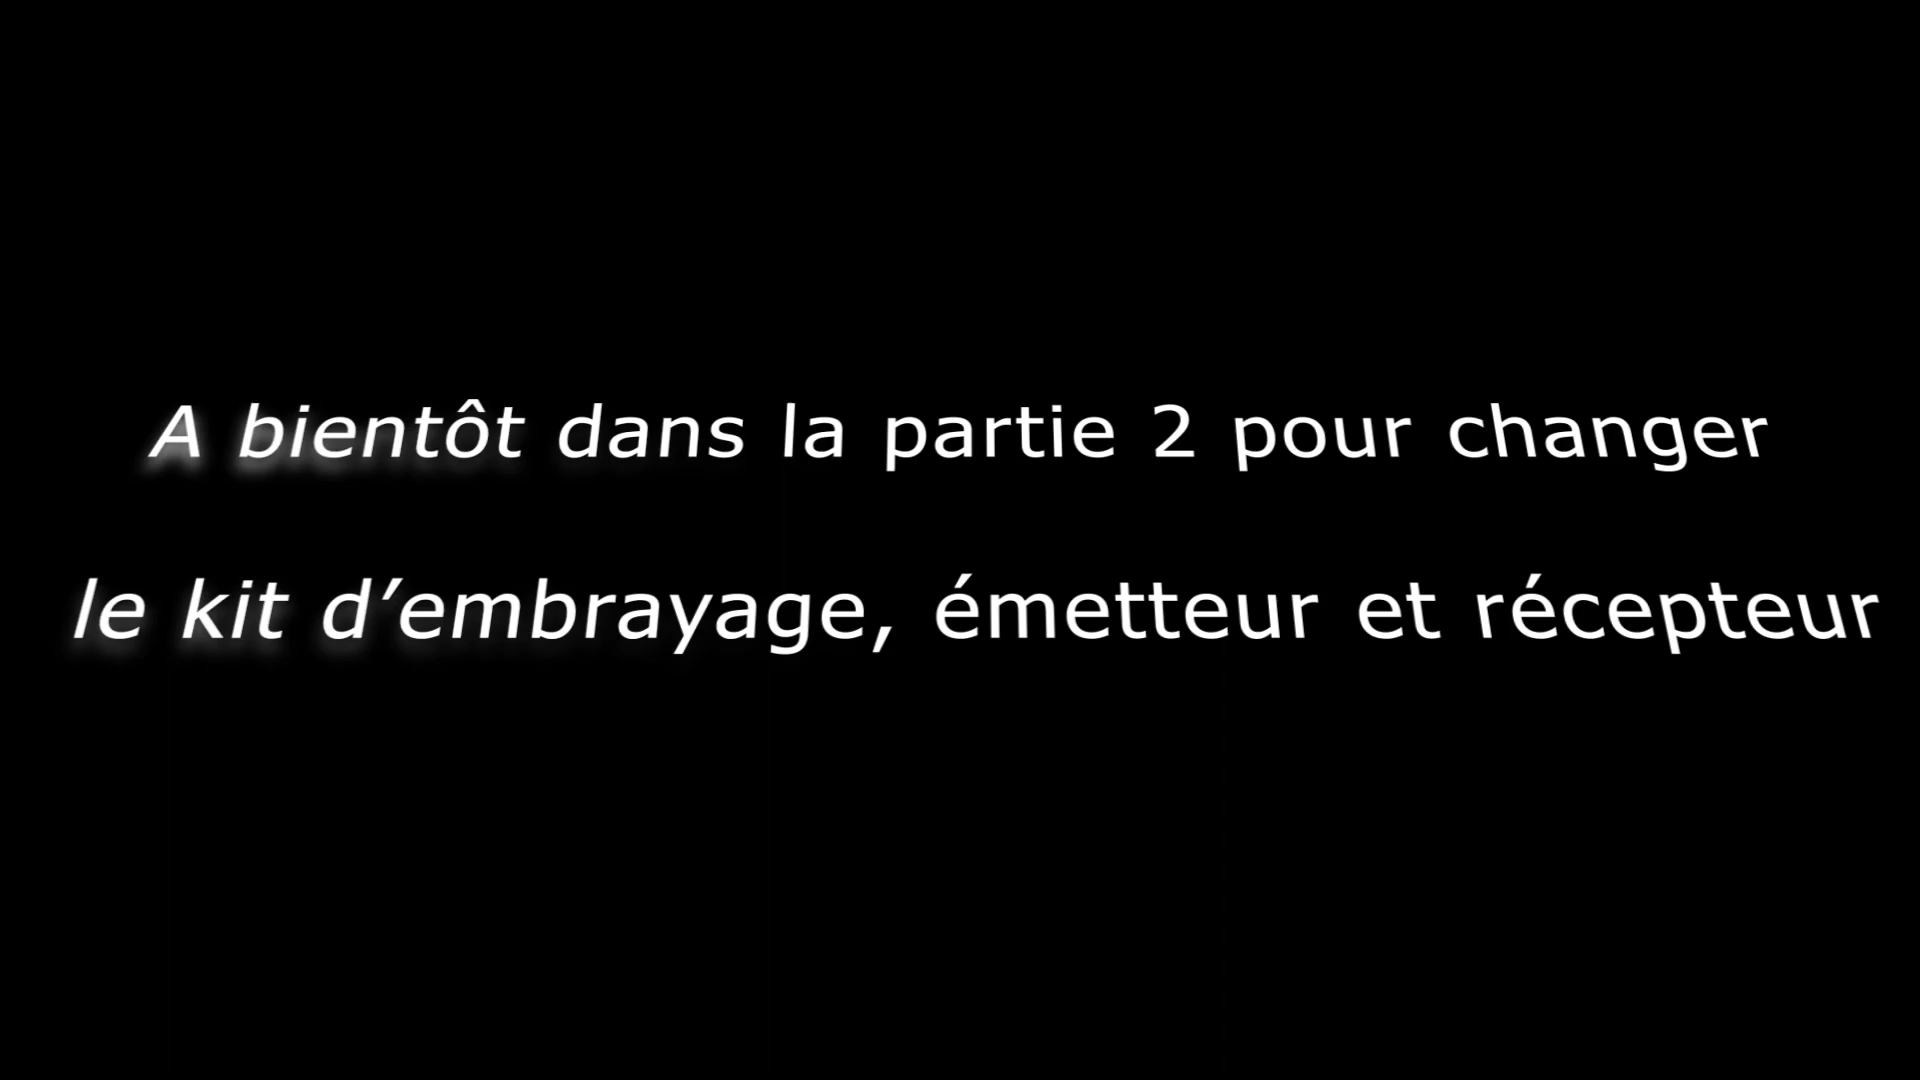 A bientôt dans la partie 2 pour changer
le kit d’embrayage, émetteur et récepteur